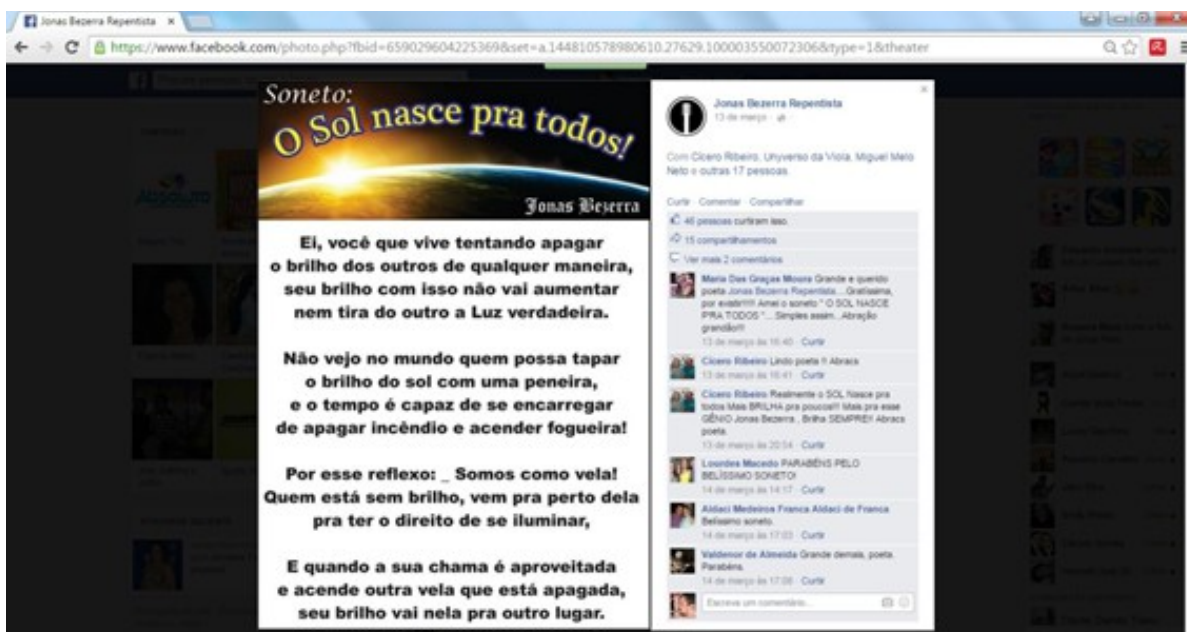 Jonas Bezerra Repentista
https://www.facebook.com/photo.php?fbid=659029604225369&set=a.144810578980610.27629.100003550072306&type=1&theater
Soneto:
O Sol nasce pra todos!
Jonas Bezerra
Ei, você que vive tentando apagar
o brilho dos outros de qualquer maneira,
seu brilho com isso não vai aumentar
nem tira do outro a Luz verdadeira.
Não vejo no mundo quem possa tapar
o brilho do sol com uma peneira,
e o tempo é capaz de se encarregar
de apagar incêndio e acender fogueira!
Por esse reflexo: _ Somos como vela!
Quem está sem brilho, vem pra perto dela
pra ter o direito de se iluminar,
E quando a sua chama é aproveitada
e acende outra vela que está apagada,
seu brilho vai nela pra outro lugar.
Jonas Bezerra Repentista
13 de março
Com Cícero Ribeiro, Unyverso da Viola, Miguel Melo
Neto e outras 17 pessoas.
Curtir · Comentar · Compartilhar
46 pessoas curtiram isso.
15 compartilhamentos
Ver mais 2 comentários
Maria Das Graças Moura Grande e querido
poeta Jonas Bezerra Repentista....Gratíssima,
por existir!!!! Amei o soneto " O SOL NASCE
P'RA TODOS "... Simples assim...Abração
grandão!!!
13 de março às 16:40 · Curtir
Cícero Ribeiro Lindo poeta !! Abracs
13 de março às 16:41 · Curtir
Cícero Ribeiro Realmente o SOL Nasce pra
todos Mais BRILHA pra poucos!!! Mais pra esse
GÊNIO Jonas Bezerra , Brilha SEMPRE!! Abracs
poeta.
13 de março às 20:54 · Curtir
Lourdes Macedo PARABÉNS PELO
BELÍSSIMO SONETO!
14 de março às 14:17 · Curtir
Aldaci Medeiros Franca Aldaci de Franca
Belissimo soneto.
14 de março às 17:03 · Curtir
Valdenor de Almeida Grande demais, poeta.
Parabéns.
14 de março às 17:08 · Curtir
Escreva um comentário...